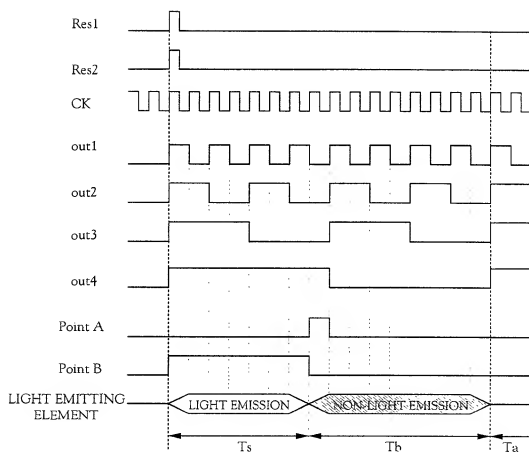 Res1
Res2
CK
out1
out2
out3
out4
Point A
Point B
LIGHT EMITTING
ELEMENT
LIGHT EMISSION
NON-LIGHT EMISSION
Ts
Tb
Ta